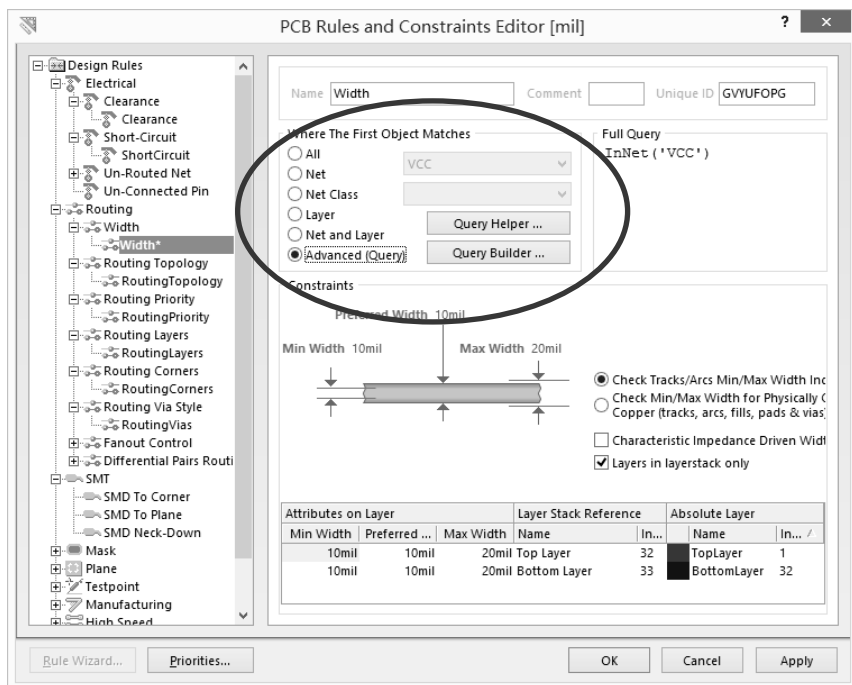 PCB Rules and Constraints Editor [mil]
? ×
Design Rules
Electrical
Clearance
Clearance
Short-Circuit
ShortCircuit
Un-Routed Net
Un-Connected Pin
Routing
Width
Width*
Routing Topology
RoutingTopology
Routing Priority
RoutingPriority
Routing Layers
RoutingLayers
Routing Corners
RoutingCorners
Routing Via Style
RoutingVias
Fanout Control
Differential Pairs Routi
SMT
SMD To Corner
SMD To Plane
SMD Neck-Down
Mask
Plane
Testpoint
Manufacturing
High Speed
Name Width Comment Unique ID GVYUFOPG
Where The First Object Matches
All
Net
Net Class
Layer
Net and Layer
Advanced (Query)
VCC
Query Helper ...
Query Builder ...
Full Query
InNet('VCC')
Constraints
Preferred Width 10mil
Min Width 10mil Max Width 20mil
Check Tracks/Arcs Min/Max Width Ind
Check Min/Max Width for Physically C
Copper (tracks, arcs, fills, pads & vias)
Characteristic Impedance Driven Widt
Layers in layerstack only
Attributes on Layer Layer Stack Reference Absolute Layer
Min Width Preferred ... Max Width Name In... Name In...
10mil 10mil 20mil Top Layer 32 TopLayer 1
10mil 10mil 20mil Bottom Layer 33 BottomLayer 32
Rule Wizard... Priorities... OK Cancel Apply